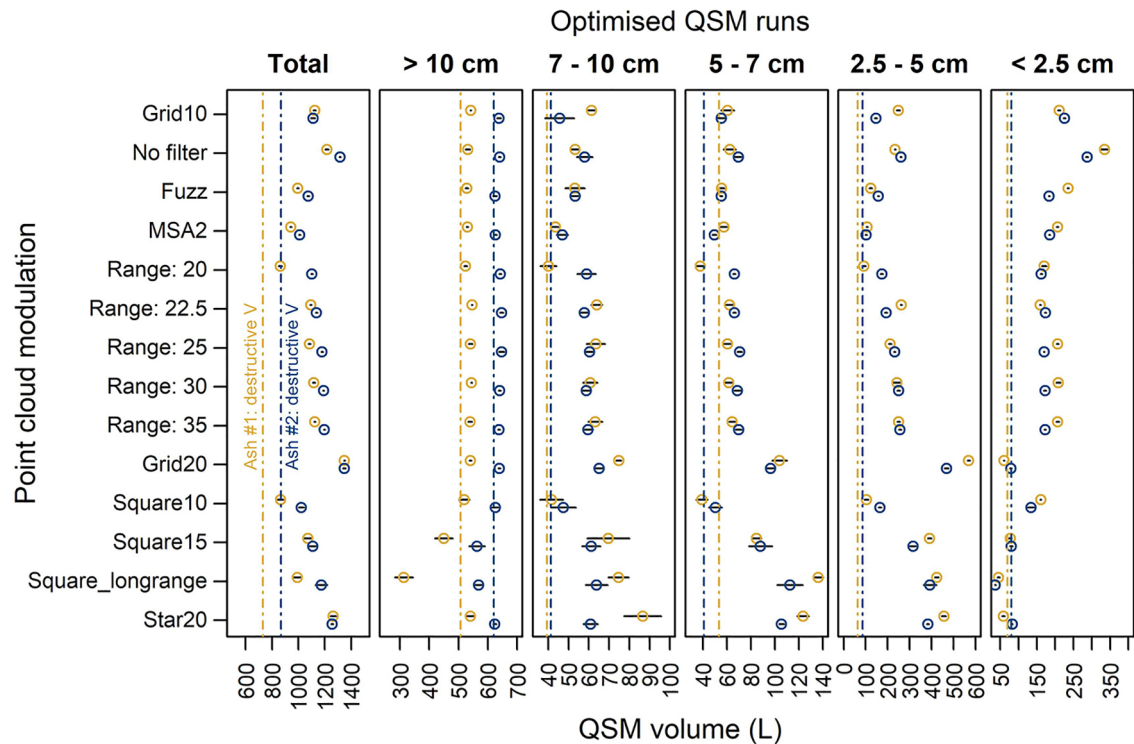 Optimised QSM runs
Total > 10 cm 7 - 10 cm 5 - 7 cm 2.5 - 5 cm < 2.5 cm
Point cloud modulation
Grid10
No filter
Fuzz
MSA2
Range: 20
Range: 22.5
Range: 25
Range: 30
Range: 35
Grid20
Square10
Square15
Square_longrange
Star20
Ash #1: destructive V
Ash #2: destructive V
600 800 1000 1200 1400
300 400 500 600 700
40 50 60 70 80 90 100
40 60 80 100 120 140
0 100 200 300 400 500 600
50 150 250 350
QSM volume (L)